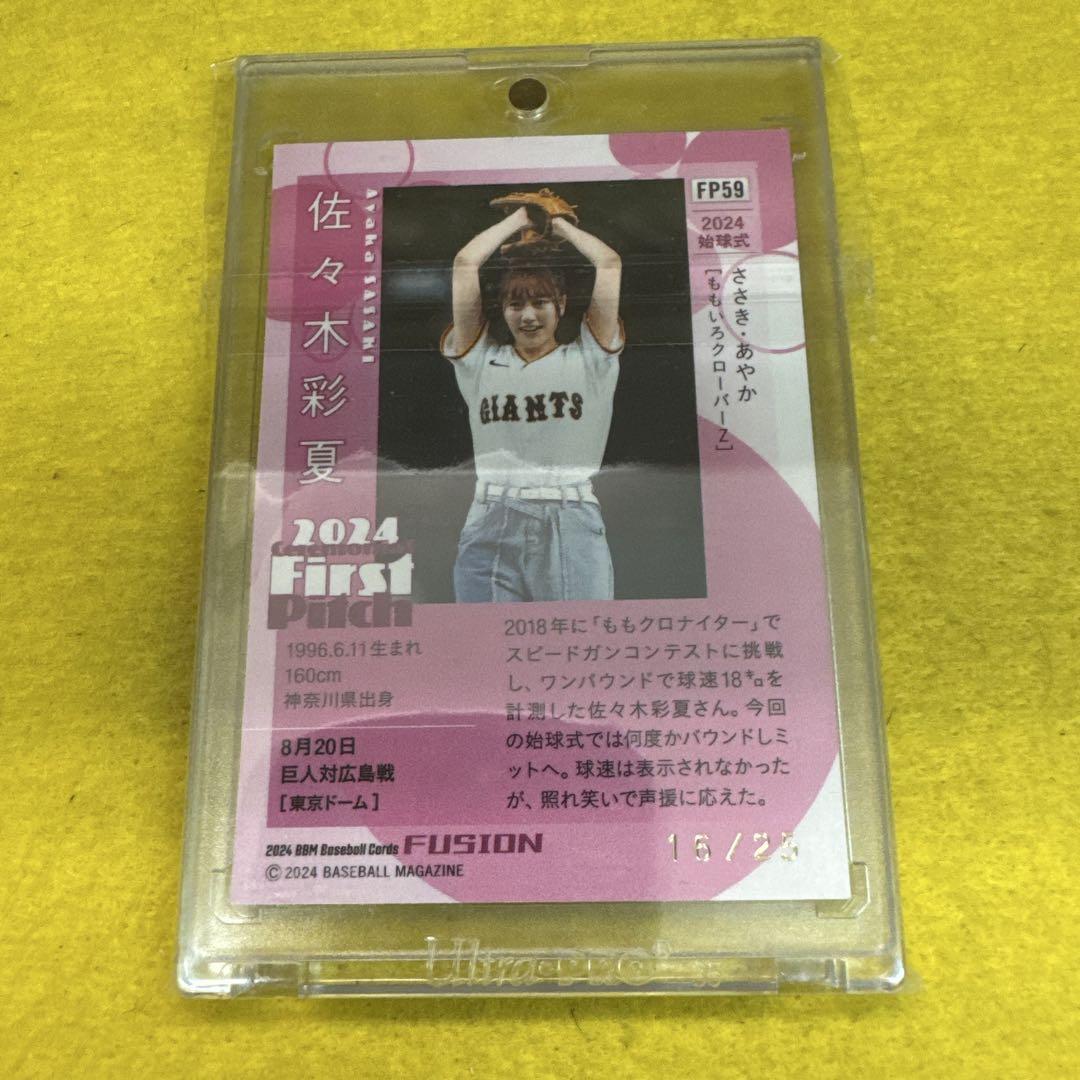 佐々木彩夏
Ayaka SASAKI
FP59
2024
始球式
ささき・あやか
[ももいろクローバーZ]
GIANTS
2024
Ceremonial
First
Pitch
1996.6.11生まれ
160cm
神奈川県出身
8月20日
巨人対広島戦
[東京ドーム]
2018年に「ももクロナイター」で
スピードガンコンテストに挑戦
し、ワンバウンドで球速18㌔を
計測した佐々木彩夏さん。今回
の始球式では何度かバウンドしミ
ットへ。球速は表示されなかった
が、照れ笑いで声援に応えた。
2024 BBM Baseball Cards FUSION
© 2024 BASEBALL MAGAZINE
16/25
Ultra·PRO